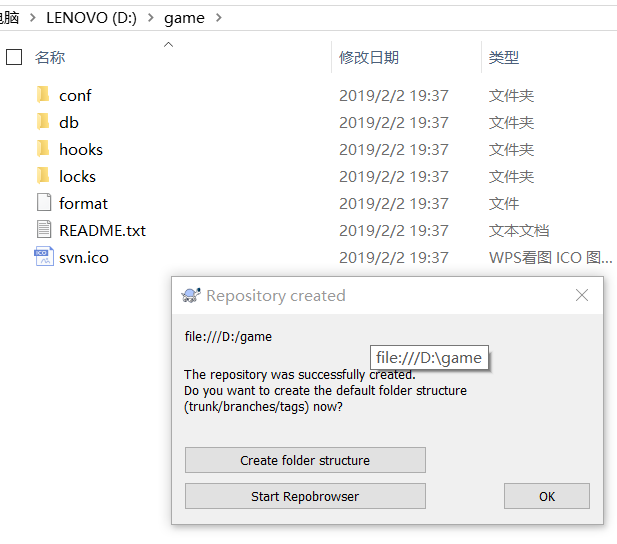 电脑 > LENOVO (D:) > game >
名称 修改日期 类型
conf 2019/2/2 19:37 文件夹
db 2019/2/2 19:37 文件夹
hooks 2019/2/2 19:37 文件夹
locks 2019/2/2 19:37 文件夹
format 2019/2/2 19:37 文件
README.txt 2019/2/2 19:37 文本文档
svn.ico 2019/2/2 19:37 WPS看图 ICO 图...
Repository created
file:///D:/game
file:///D:\game
The repository was successfully created.
Do you want to create the default folder structure
(trunk/branches/tags) now?
Create folder structure
Start Repobrowser OK